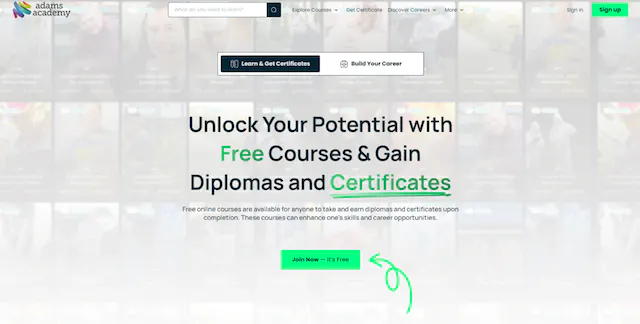 adams
academy
What do you want to learn?
Explore Courses
Get Certificate
Discover Careers
More
Sign in
Sign up
Learn & Get Certificates
Build Your Career
Unlock Your Potential with
Free Courses & Gain
Diplomas and Certificates
Free online courses are available for anyone to take and earn diplomas and certificates upon
completion. These courses can enhance one's skills and career opportunities.
Join Now — it's Free